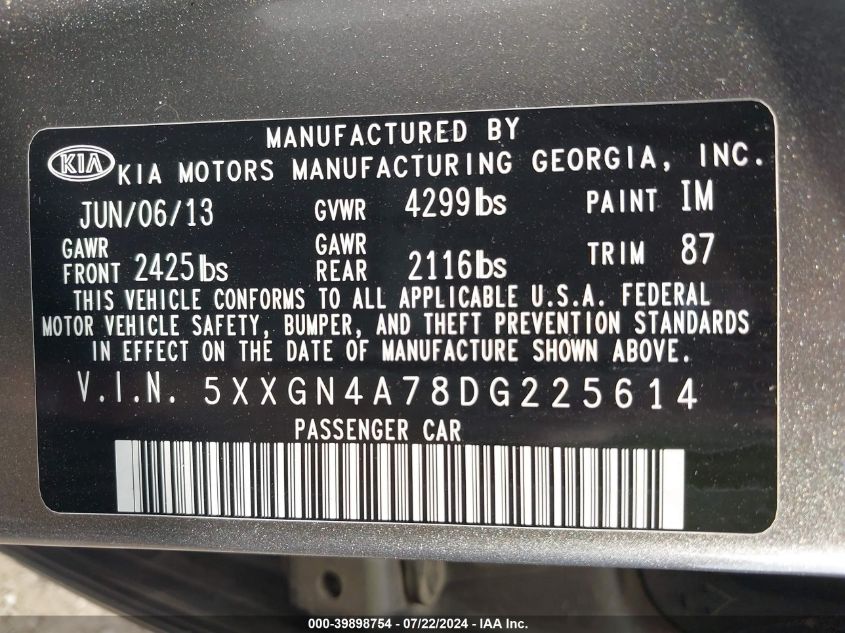 MANUFACTURED BY
KIA KIA MOTORS MANUFACTURING GEORGIA, INC.
JUN/06/13 GVWR 4299lbs PAINT IM
GAWR FRONT 2425lbs GAWR REAR 2116lbs TRIM 87
THIS VEHICLE CONFORMS TO ALL APPLICABLE U.S.A. FEDERAL
MOTOR VEHICLE SAFETY, BUMPER, AND THEFT PREVENTION STANDARDS
IN EFFECT ON THE DATE OF MANUFACTURE SHOWN ABOVE.
V.I.N. 5XXGN4A78DG225614
PASSENGER CAR
000-39898754 / 07/22/2024 - IAA Inc.